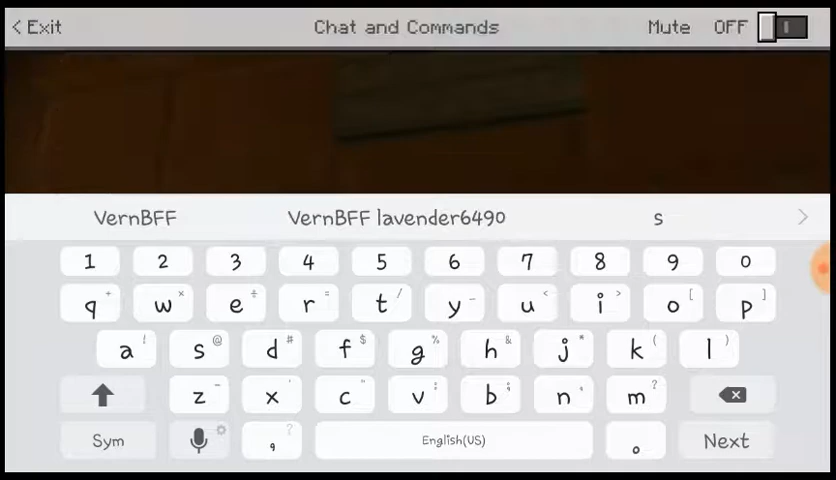 < Exit Chat and Commands Mute OFF
VernBFF VernBFF lavender6490 s >
1 2 3 4 5 6 7 8 9 0
q + w × e ÷ r = t / y _ u < i > o [ p ]
a ! s @ d # f $ g % h & j * k ( l )
z - x ' c " v : b ; n , m ?
Sym , ? English(US) . Next